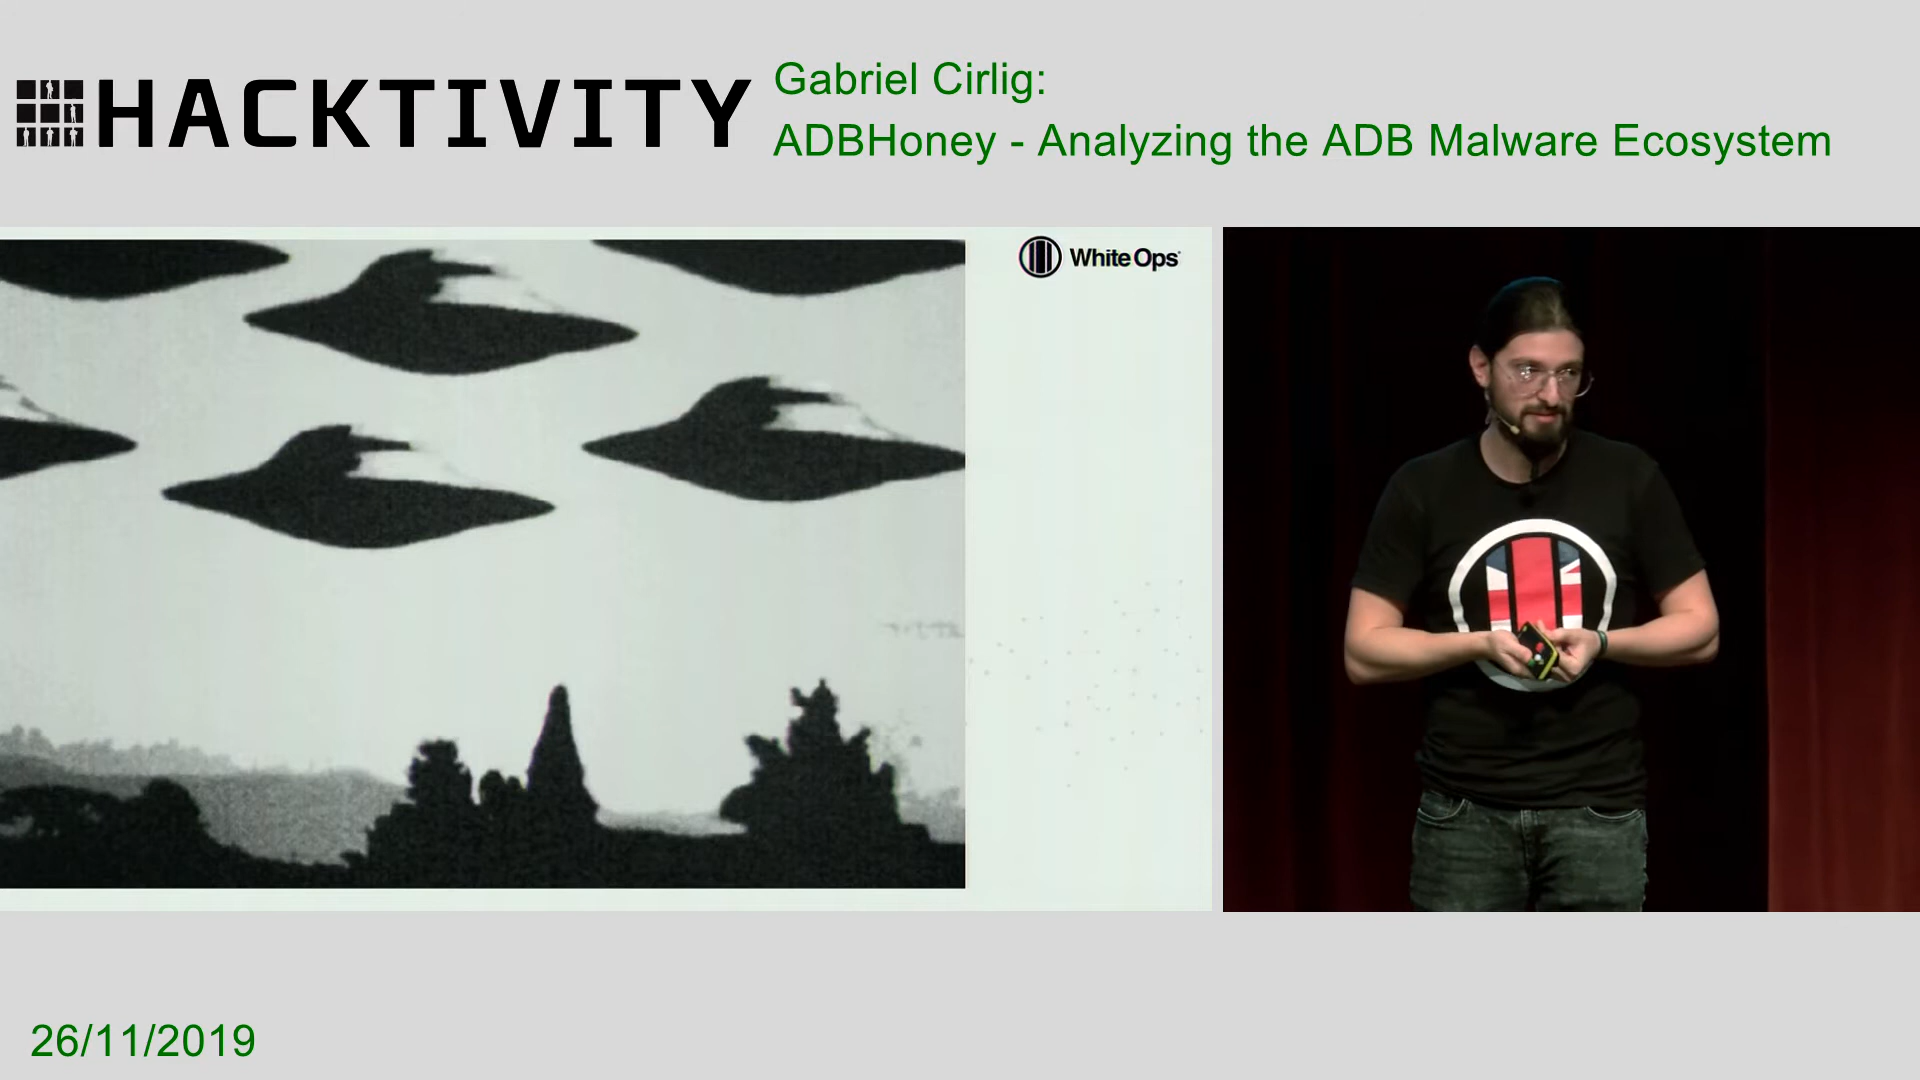 HACKTIVITY
Gabriel Cirlig:
ADBHoney - Analyzing the ADB Malware Ecosystem
White Ops
26/11/2019